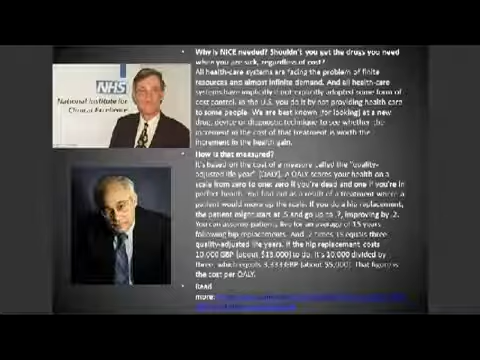 • Why is NICE needed? Shouldn't you get the drugs you need
when you are sick, regardless of cost?
All health-care systems are facing the problem of finite
resources and almost infinite demand. And all health-care
systems have implicitly if not explicitly adopted some form of
cost control. In the U.S. you do it by not providing health care
to some people. We are best known [for looking] at a new
drug, device or diagnostic technique to see whether the
increment in the cost of that treatment is worth the
increment in the health gain.
• How is that measured?
It's based on the cost of a measure called the "quality-
adjusted life year" [QALY]. A QALY scores your health on a
scale from zero to one: zero if you're dead and one if you're in
perfect health. You find out as a result of a treatment where a
patient would move up the scale. If you do a hip replacement,
the patient might start at .5 and go up to .7, improving by .2.
You can assume patients live for an average of 15 years
following hip replacements. And .2 times 15 equals three
quality-adjusted life years. If the hip replacement costs
10,000 GBP [about $15,000] to do, it's 10,000 divided by
three, which equals 3,333 GBP [about $5,000]. That figure is
the cost per QALY.
• Read
more:
NHS
National Institute for
Clinical Excellence